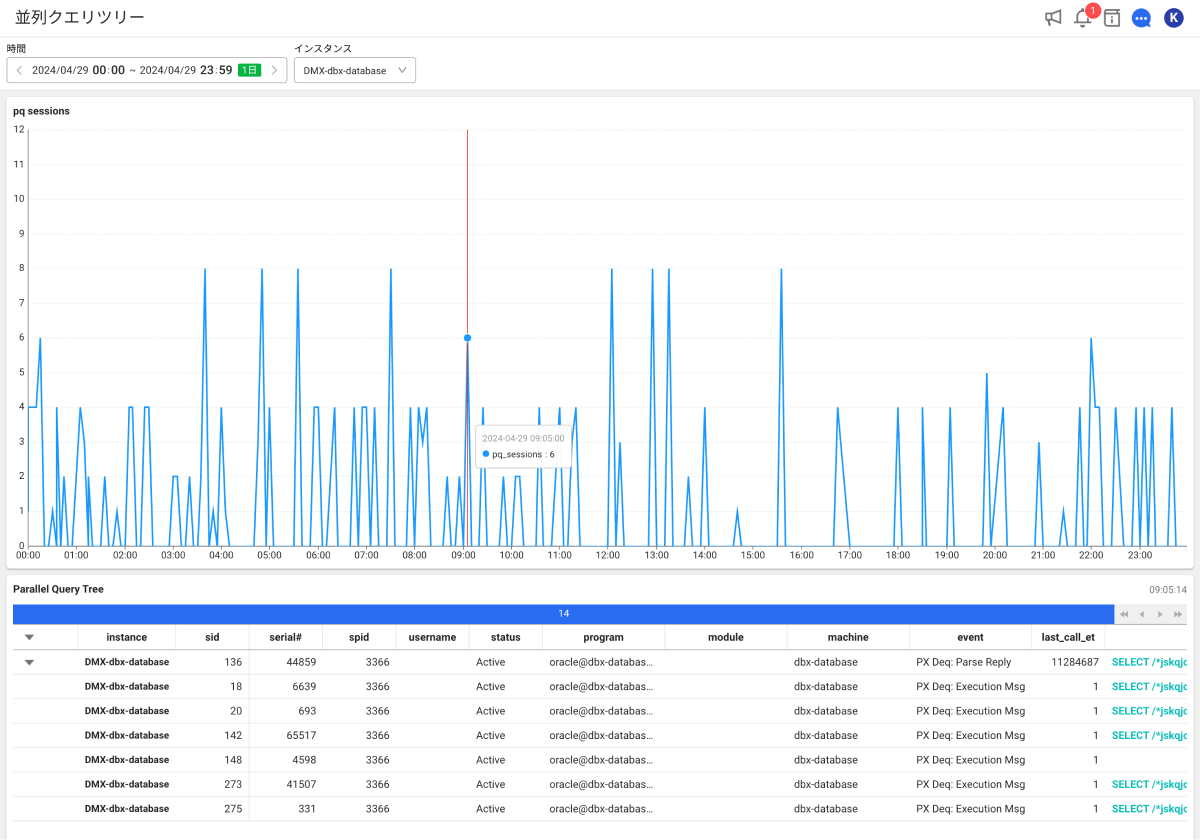 並列クエリツリー
1
K
時間
インスタンス
2024/04/29 00:00 ~ 2024/04/29 23:59 1日
DMX-dbx-database
pq sessions
12
11
10
9
8
7
6
5
4
3
2
1
0
2024-04-29 09:05:00
pq_sessions : 6
00:00 01:00 02:00 03:00 04:00 05:00 06:00 07:00 08:00 09:00 10:00 11:00 12:00 13:00 14:00 15:00 16:00 17:00 18:00 19:00 20:00 21:00 22:00 23:00
Parallel Query Tree
09:05:14
14
instance sid serial# spid username status program module machine event last_call_et
DMX-dbx-database 136 44859 3366 Active oracle@dbx-databas... dbx-database PX Deq: Parse Reply 11284687 SELECT /*jskqjc
DMX-dbx-database 18 6639 3366 Active oracle@dbx-databas... dbx-database PX Deq: Execution Msg 1 SELECT /*jskqjc
DMX-dbx-database 20 693 3366 Active oracle@dbx-databas... dbx-database PX Deq: Execution Msg 1 SELECT /*jskqjc
DMX-dbx-database 142 65517 3366 Active oracle@dbx-databas... dbx-database PX Deq: Execution Msg 1 SELECT /*jskqjc
DMX-dbx-database 148 4598 3366 Active oracle@dbx-databas... dbx-database PX Deq: Execution Msg 1
DMX-dbx-database 273 41507 3366 Active oracle@dbx-databas... dbx-database PX Deq: Execution Msg 1 SELECT /*jskqjc
DMX-dbx-database 275 331 3366 Active oracle@dbx-databas... dbx-database PX Deq: Execution Msg 1 SELECT /*jskqjc